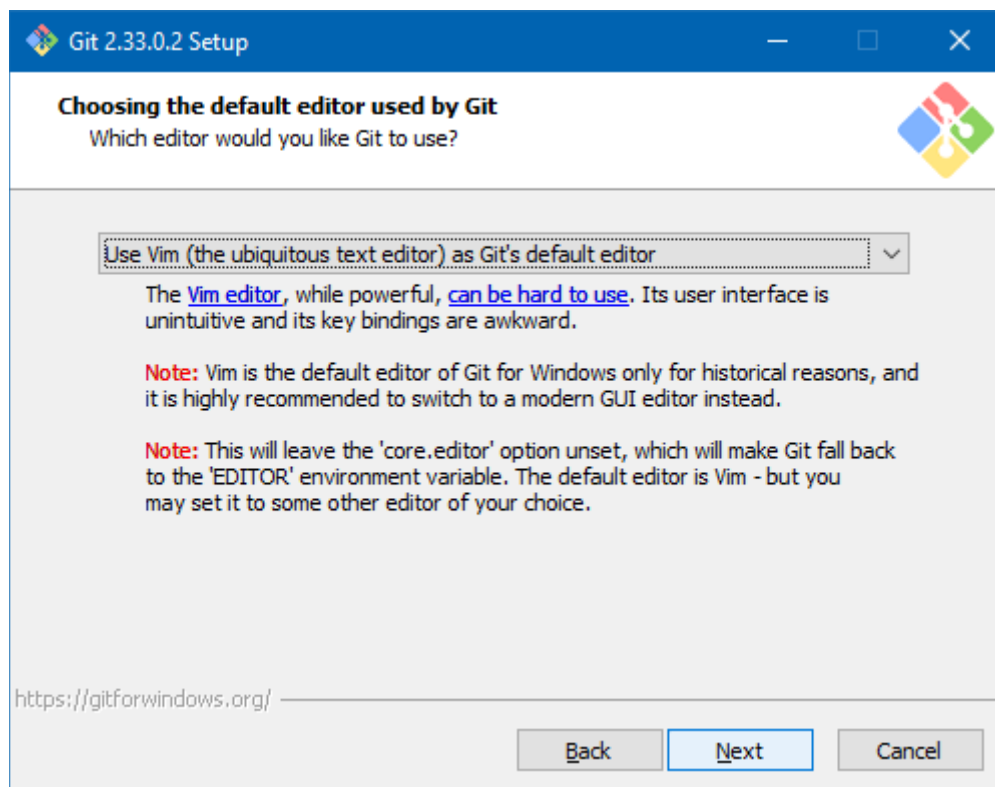 Git 2.33.0.2 Setup
Choosing the default editor used by Git
Which editor would you like Git to use?
Use Vim (the ubiquitous text editor) as Git's default editor
The Vim editor, while powerful, can be hard to use. Its user interface is
unintuitive and its key bindings are awkward.
Note: Vim is the default editor of Git for Windows only for historical reasons, and
it is highly recommended to switch to a modern GUI editor instead.
Note: This will leave the 'core.editor' option unset, which will make Git fall back
to the 'EDITOR' environment variable. The default editor is Vim - but you
may set it to some other editor of your choice.
https://gitforwindows.org/
Back
Next
Cancel